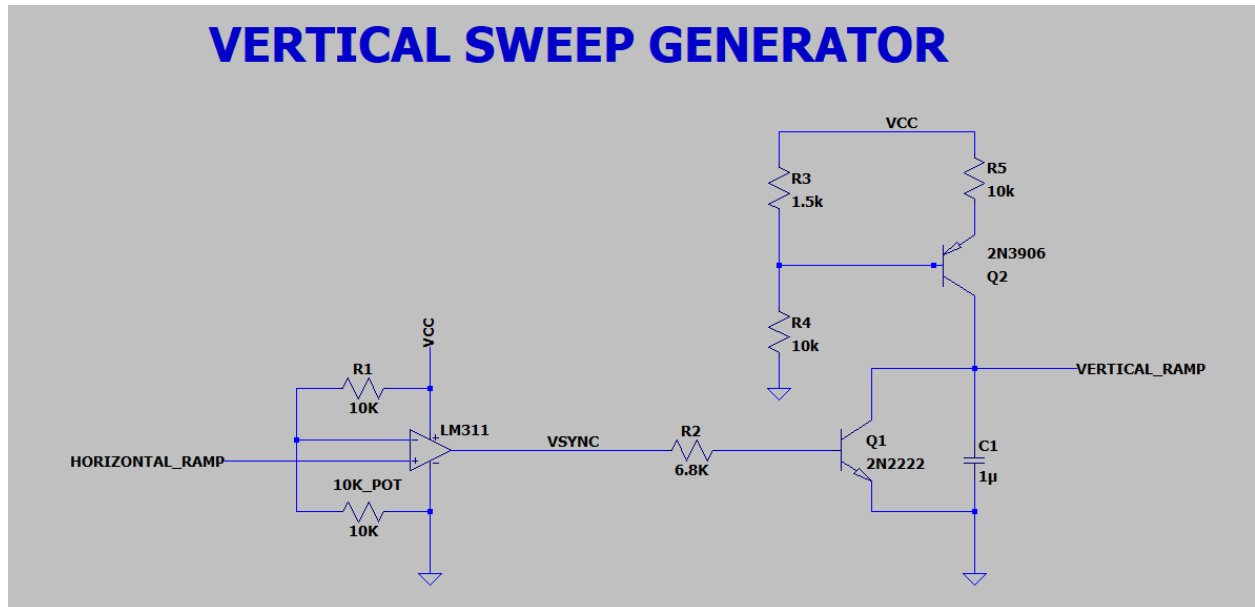 VERTICAL SWEEP GENERATOR
VCC
R3
1.5k
R5
10k
2N3906
Q2
R4
10k
VCC
R1
10K
LM311
HORIZONTAL_RAMP
10K_POT
10K
VSYNC
R2
6.8K
Q1
2N2222
VERTICAL_RAMP
C1
1µ